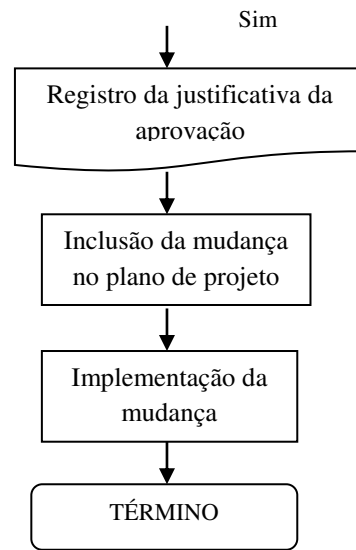 Sim
Registro da justificativa da
aprovação
Inclusão da mudança
no plano de projeto
Implementação da
mudança
TÉRMINO